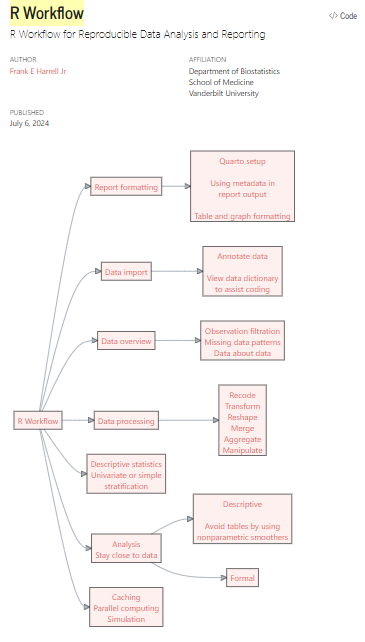 R Workflow
</> Code
R Workflow for Reproducible Data Analysis and Reporting
AUTHOR
Frank E Harrell Jr
AFFILIATION
Department of Biostatistics
School of Medicine
Vanderbilt University
PUBLISHED
July 6, 2024
Report formatting
Quarto setup
Using metadata in
report output
Table and graph formatting
Data import
Annotate data
View data dictionary
to assist coding
Data overview
Observation filtration
Missing data patterns
Data about data
R Workflow
Data processing
Recode
Transform
Reshape
Merge
Aggregate
Manipulate
Descriptive statistics
Univariate or simple
stratification
Analysis
Stay close to data
Descriptive
Avoid tables by using
nonparametric smoothers
Formal
Caching
Parallel computing
Simulation